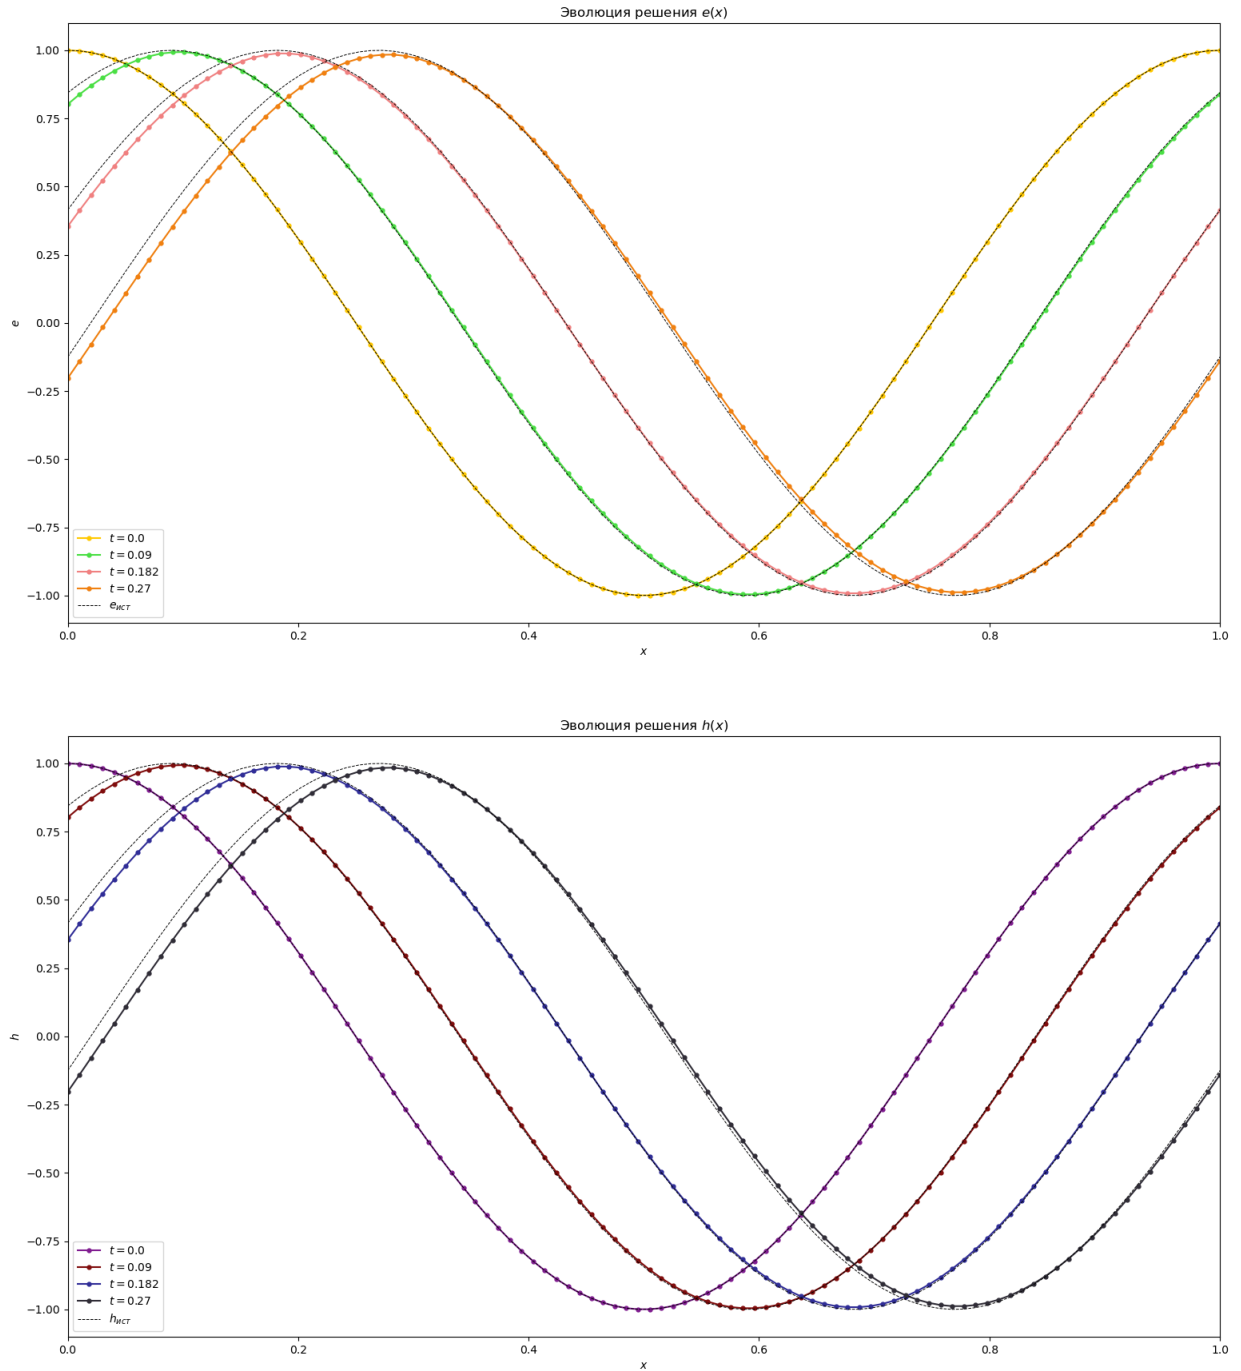 Эволюция решения e(x)
1.00
0.75
0.50
0.25
0.00
−0.25
−0.50
−0.75
−1.00
e
t = 0.0
t = 0.09
t = 0.182
t = 0.27
eист
0.0 0.2 0.4 0.6 0.8 1.0
x
Эволюция решения h(x)
1.00
0.75
0.50
0.25
0.00
−0.25
−0.50
−0.75
−1.00
h
t = 0.0
t = 0.09
t = 0.182
t = 0.27
hист
0.0 0.2 0.4 0.6 0.8 1.0
x